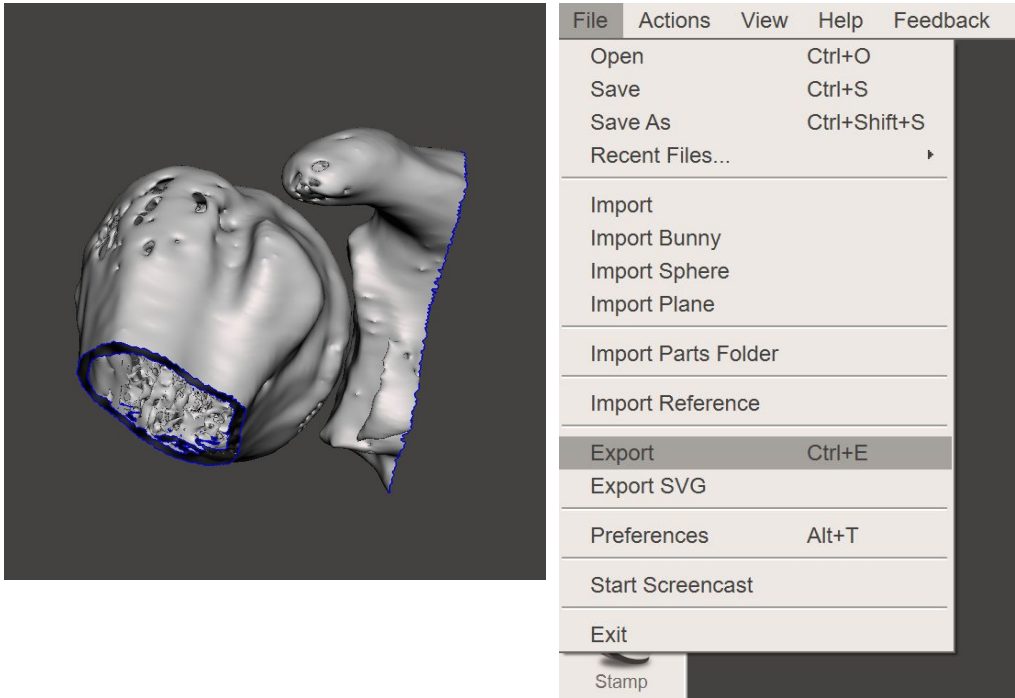 File Actions View Help Feedback
Open Ctrl+O
Save Ctrl+S
Save As Ctrl+Shift+S
Recent Files...
Import
Import Bunny
Import Sphere
Import Plane
Import Parts Folder
Import Reference
Export Ctrl+E
Export SVG
Preferences Alt+T
Start Screencast
Exit
Stamp